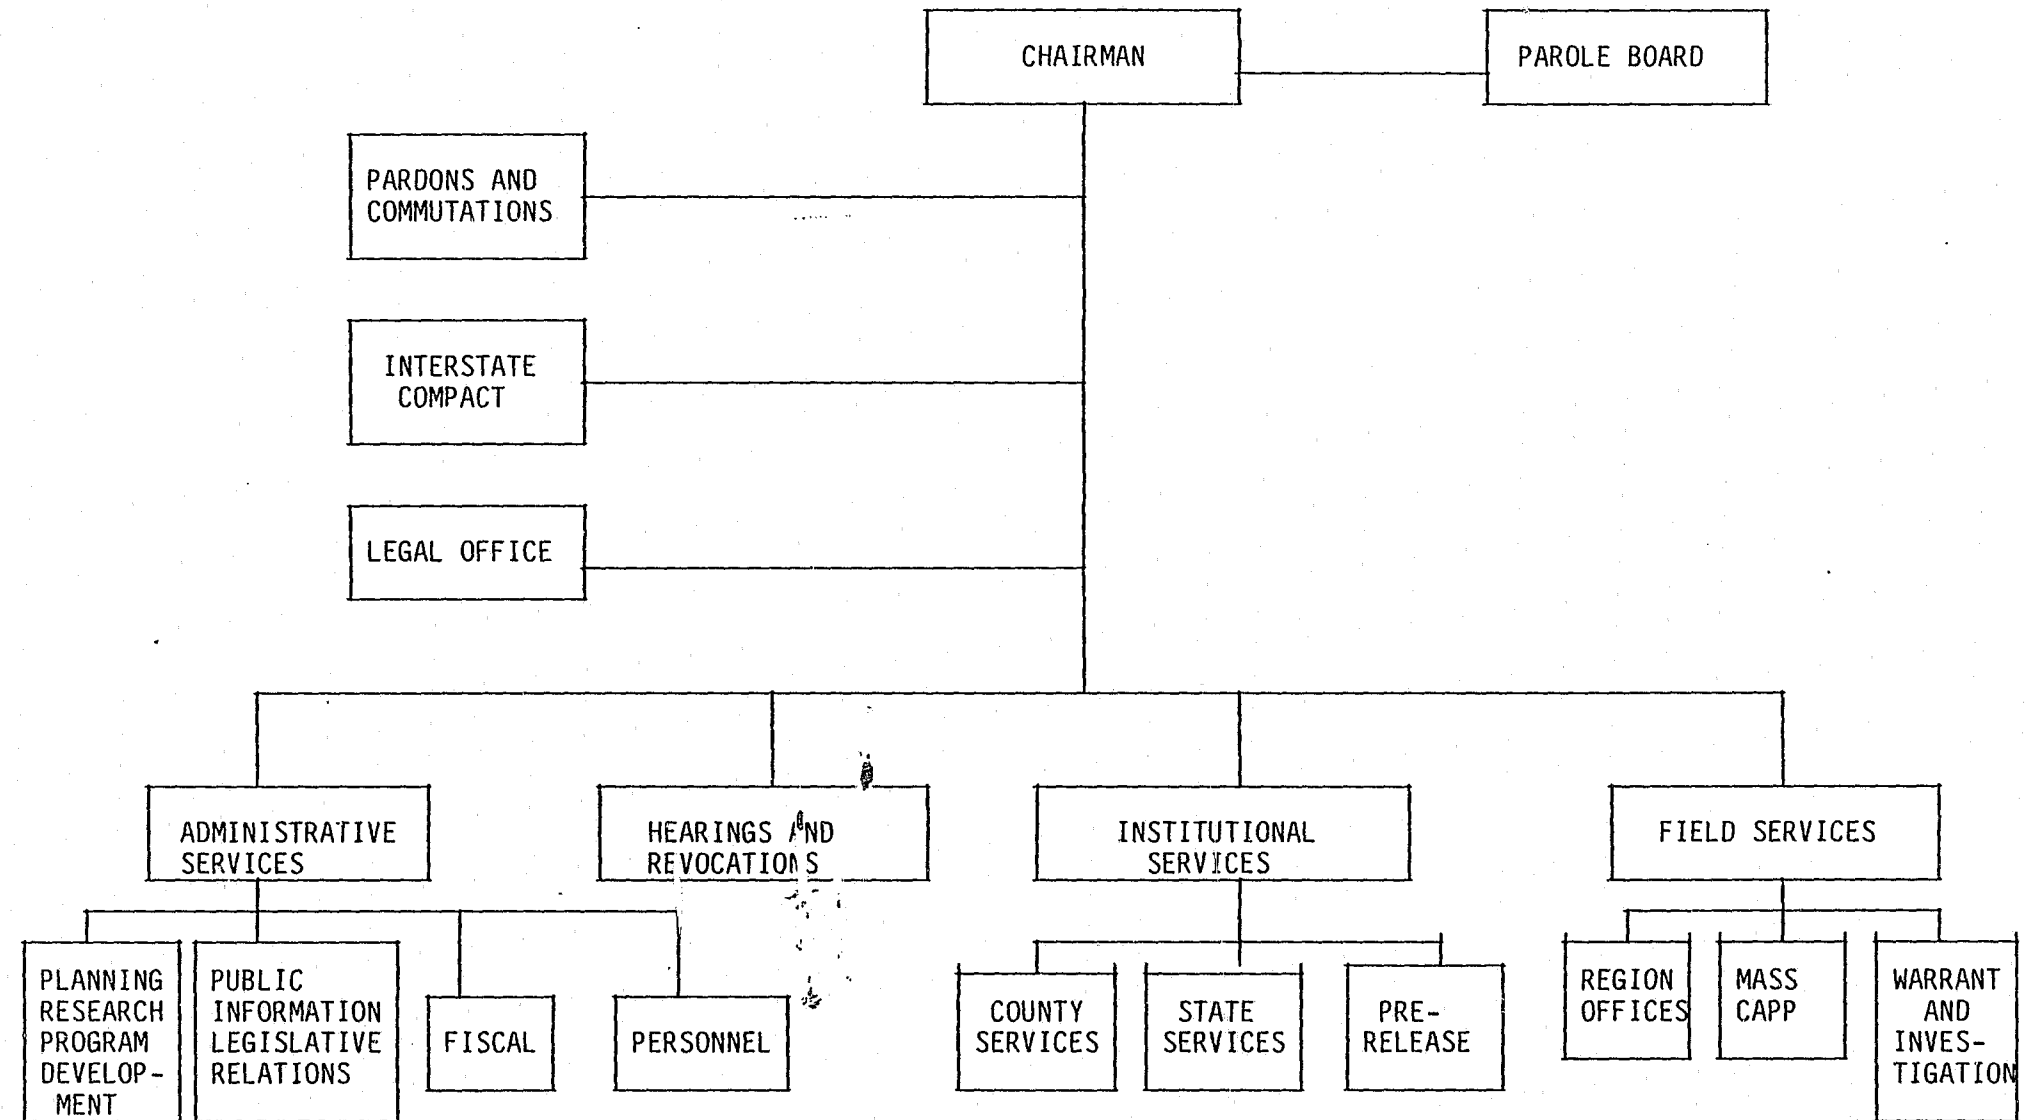 CHAIRMAN
PAROLE BOARD
PARDONS AND
COMMUTATIONS
INTERSTATE
COMPACT
LEGAL OFFICE
ADMINISTRATIVE
SERVICES
HEARINGS AND
REVOCATIONS
INSTITUTIONAL
SERVICES
FIELD SERVICES
PLANNING
RESEARCH
PROGRAM
DEVELOP-
MENT
PUBLIC
INFORMATION
LEGISLATIVE
RELATIONS
FISCAL
PERSONNEL
COUNTY
SERVICES
STATE
SERVICES
PRE-
RELEASE
REGION
OFFICES
MASS
CAPP
WARRANT
AND
INVES-
TIGATION